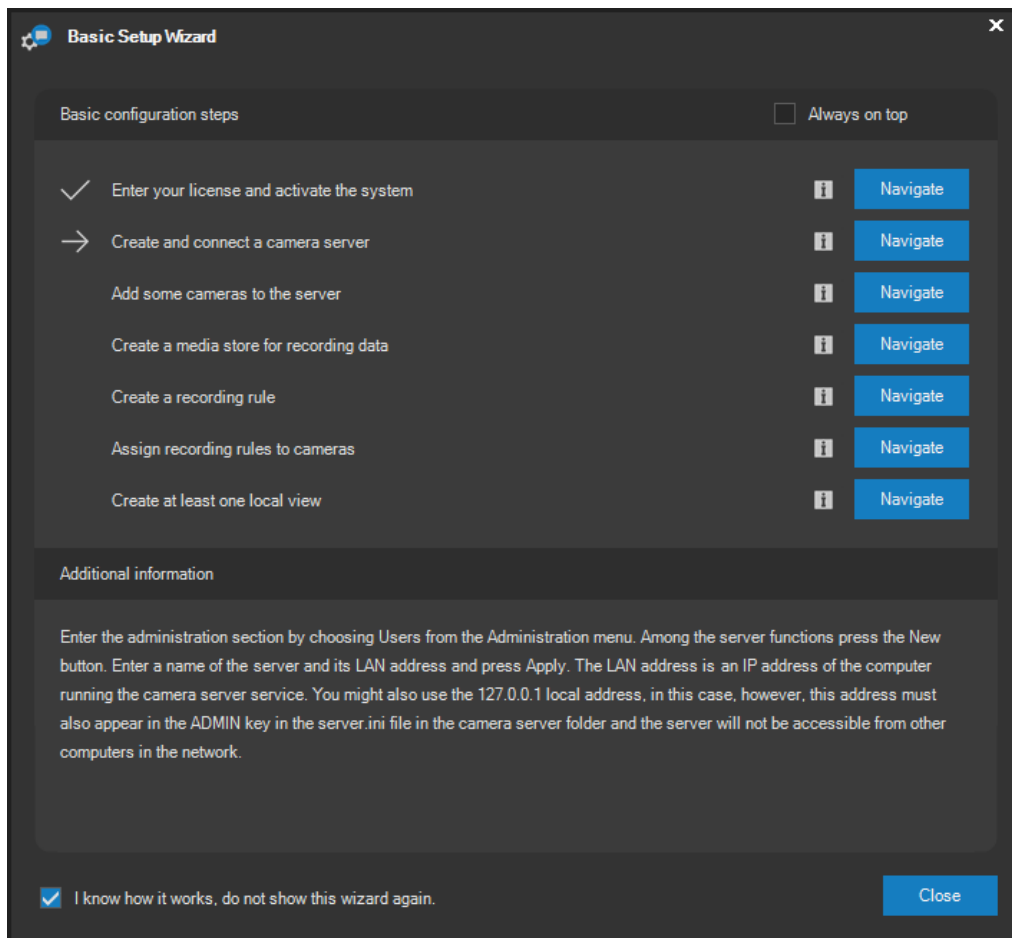 Basic Setup Wizard
Basic configuration steps
Always on top
Enter your license and activate the system
Navigate
Create and connect a camera server
Navigate
Add some cameras to the server
Navigate
Create a media store for recording data
Navigate
Create a recording rule
Navigate
Assign recording rules to cameras
Navigate
Create at least one local view
Navigate
Additional information
Enter the administration section by choosing Users from the Administration menu. Among the server functions press the New
button. Enter a name of the server and its LAN address and press Apply. The LAN address is an IP address of the computer
running the camera server service. You might also use the 127.0.0.1 local address, in this case, however, this address must
also appear in the ADMIN key in the server.ini file in the camera server folder and the server will not be accessible from other
computers in the network.
I know how it works, do not show this wizard again.
Close